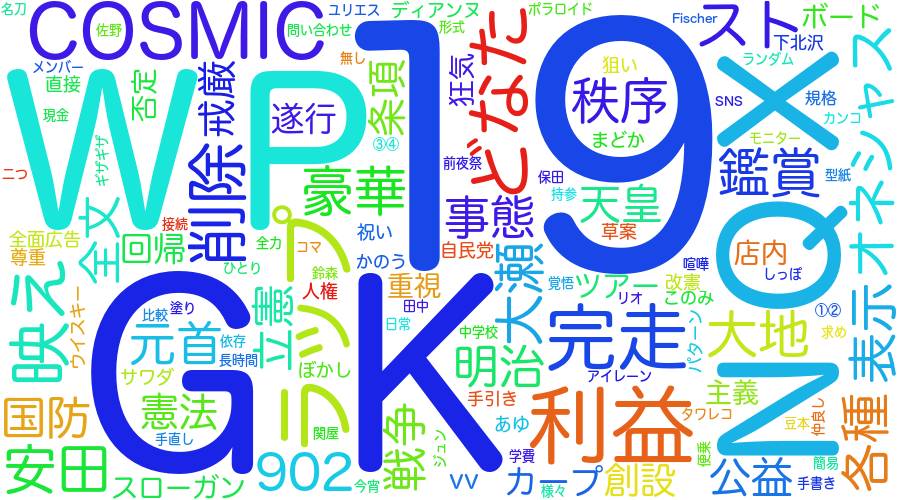 名刀
COSMIC
佐野
ユリエス
ディアンヌ
ポラロイド
Fischer
スト
ボード
問い合わせ
形式
下北沢
メンバー
直接
否定
戒厳
無し
条項
狂気
どなた
狙い
ランダム
SNS
規格
オネシャス
現金
遂行
19
秩序
X
カンコ
WP
ギザギザ
③④
まどか
モニター
二つ
削除
豪華
前夜祭
保田
鑑賞
型紙
全文
接続
事態
持参
天皇
全面広告
尊重
回帰
全力
コマ
祝い
自民党
草案
Q
店内
ひとり
ラップ
かのう
大瀬
喧嘩
しっぽ
映え
鈴森
人権
重視
覚悟
ツアー
改憲
このみ
リオ
ウイスキー
GK
立憲
田中
①②
表示
比較
塗り
日常
中学校
完走
パターン
大地
求め
元首
依存
長時間
ぼかし
明治
アイレーン
サワダ
手引き
主義
N
国防
憲法
戦争
あゆ
利益
タワレコ
豆本
仲良し
各種
手直し
関屋
ジュン
学費
便乗
安田
902
vv
カープ
創設
公益
簡易
スローガン
今宵
様々
手書き